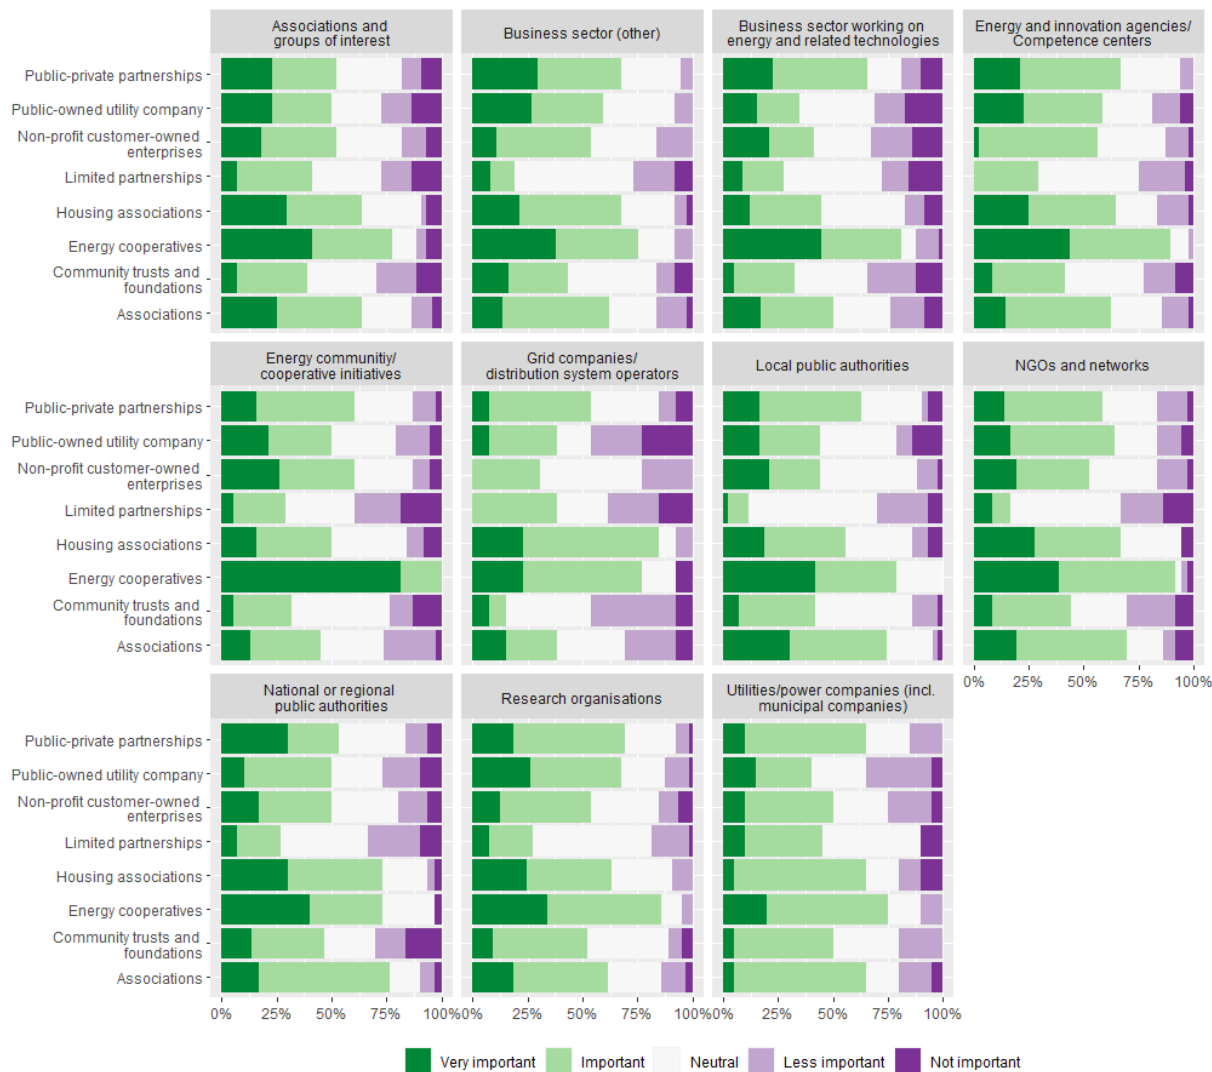 Associations and
groups of interest
Business sector (other)
Business sector working on
energy and related technologies
Energy and innovation agencies/
Competence centers
Public-private partnerships
Public-owned utility company
Non-profit customer-owned
enterprises
Limited partnerships
Housing associations
Energy cooperatives
Community trusts and
foundations
Associations
Energy communitiy/
cooperative initiatives
Grid companies/
distribution system operators
Local public authorities
NGOs and networks
Public-private partnerships
Public-owned utility company
Non-profit customer-owned
enterprises
Limited partnerships
Housing associations
Energy cooperatives
Community trusts and
foundations
Associations
0% 25% 50% 75% 100%
National or regional
public authorities
Research organisations
Utilities/power companies (incl.
municipal companies)
Public-private partnerships
Public-owned utility company
Non-profit customer-owned
enterprises
Limited partnerships
Housing associations
Energy cooperatives
Community trusts and
foundations
Associations
0% 25% 50% 75% 100%0% 25% 50% 75% 100%0% 25% 50% 75% 100%
Very important Important Neutral Less important Not important